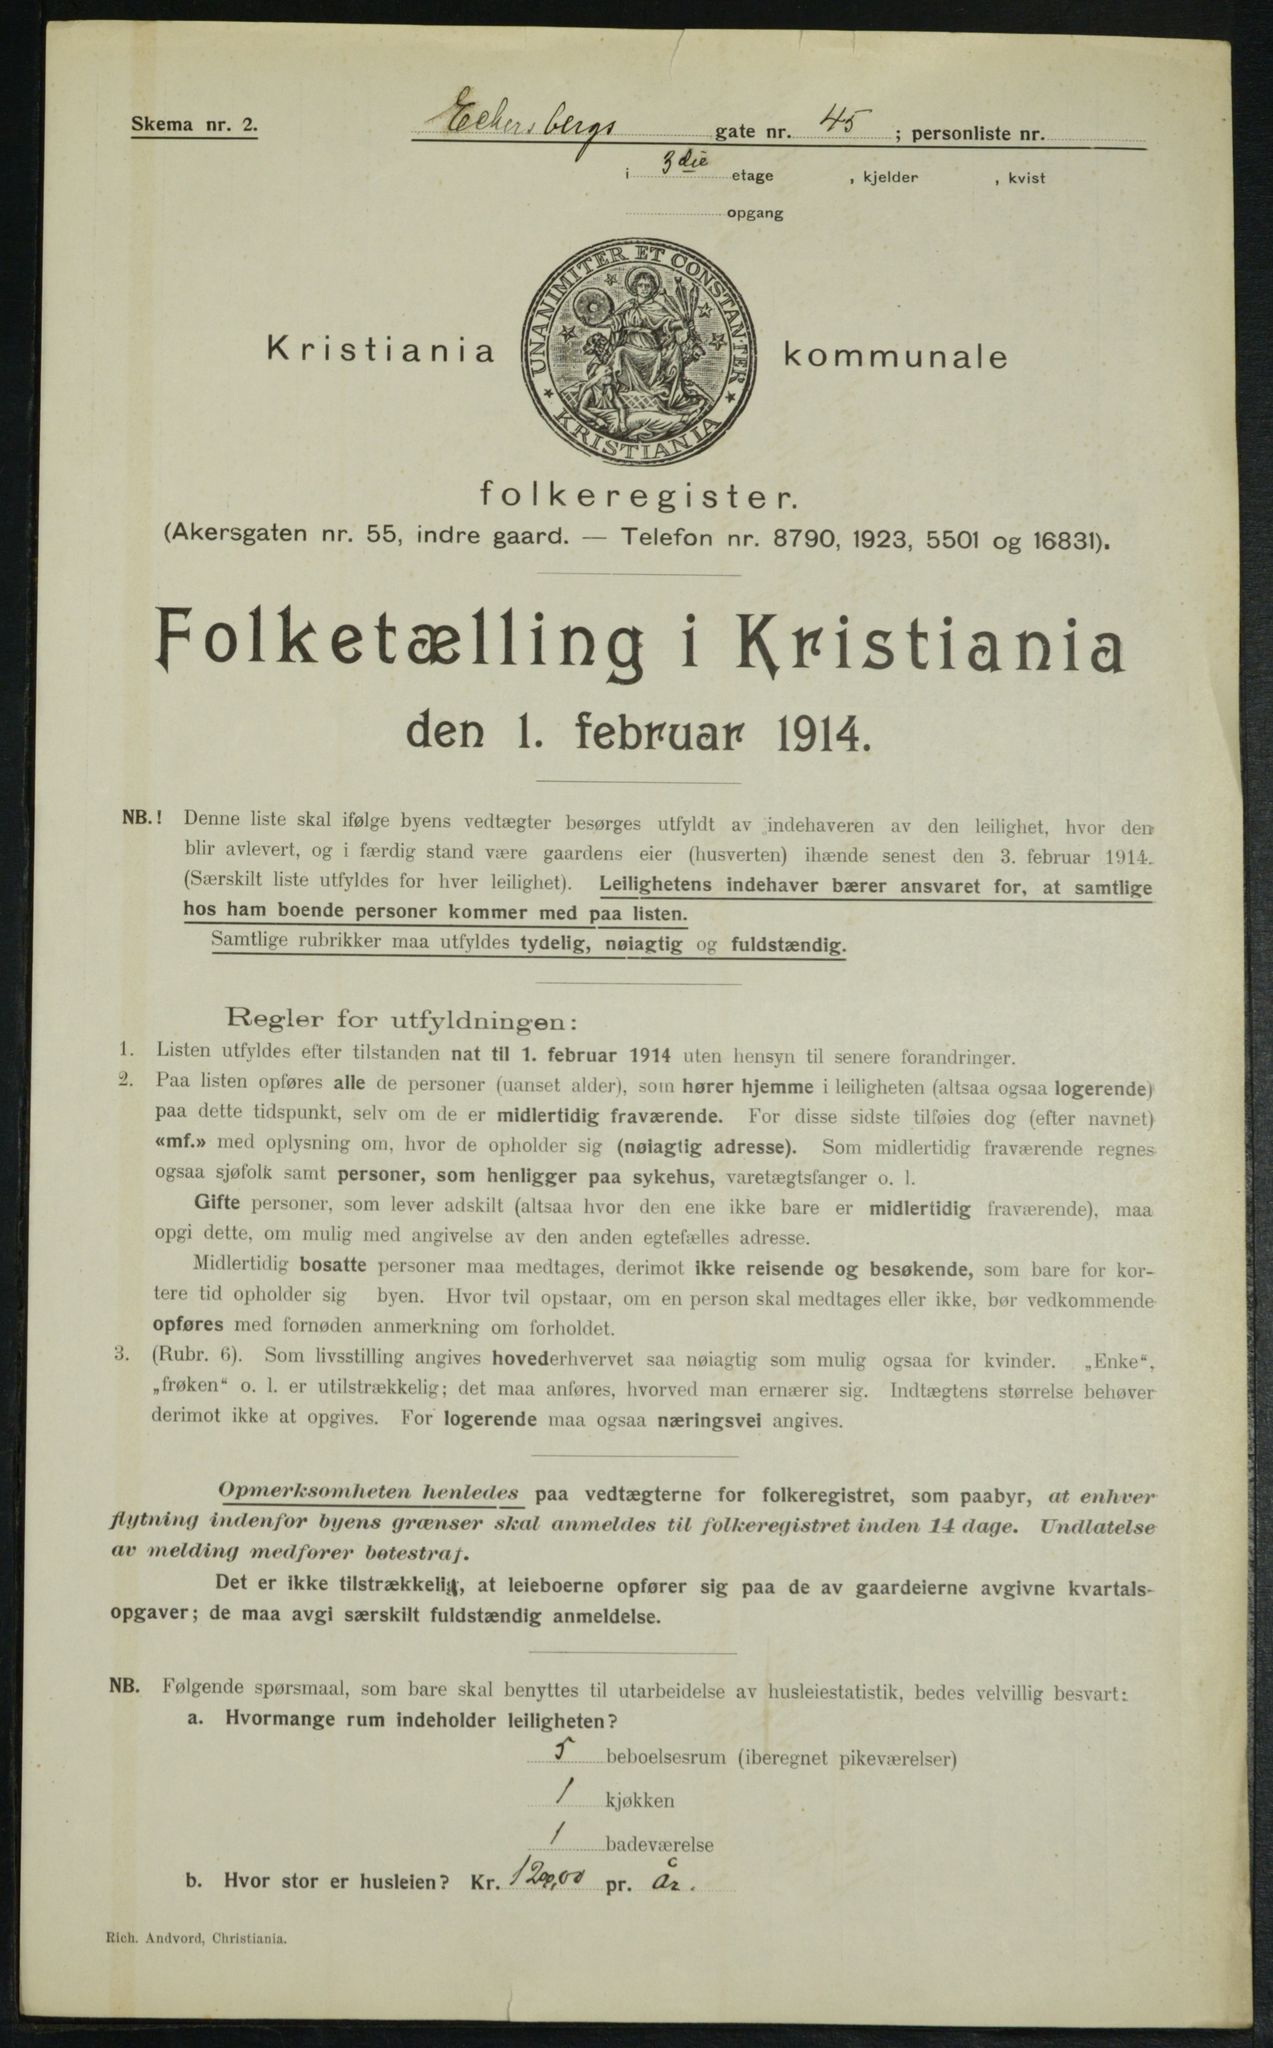 Skema nr. 2.
Eckersbergs gate nr. 45 ; personliste nr.
i 3die etage , kjelder , kvist
opgang
UNANIMITER ET CONSTANTER
KRISTIANIA
Kristiania kommunale
folkeregister.
(Akersgaten nr. 55, indre gaard. — Telefon nr. 8790, 1923, 5501 og 16831).
Folketælling i Kristiania
den 1. februar 1914.
NB.! Denne liste skal ifølge byens vedtægter besørges utfyldt av indehaveren av den leilighet, hvor den
blir avlevert, og i færdig stand være gaardens eier (husverten) ihænde senest den 3. februar 1914.
(Særskilt liste utfyldes for hver leilighet). Leilighetens indehaver bærer ansvaret for, at samtlige
hos ham boende personer kommer med paa listen.
Samtlige rubrikker maa utfyldes tydelig, nøiagtig og fuldstændig.
Regler for utfyldningen:
1. Listen utfyldes efter tilstanden nat til 1. februar 1914 uten hensyn til senere forandringer.
2. Paa listen opføres alle de personer (uanset alder), som hører hjemme i leiligheten (altsaa ogsaa logerende)
paa dette tidspunkt, selv om de er midlertidig fraværende. For disse sidste tilføies dog (efter navnet)
«mf.» med oplysning om, hvor de opholder sig (nøiagtig adresse). Som midlertidig fraværende regnes
ogsaa sjøfolk samt personer, som henligger paa sykehus, varetægtsfanger o. l.
Gifte personer, som lever adskilt (altsaa hvor den ene ikke bare er midlertidig fraværende), maa
opgi dette, om mulig med angivelse av den anden egtefælles adresse.
Midlertidig bosatte personer maa medtages, derimot ikke reisende og besøkende, som bare for kor-
tere tid opholder sig byen. Hvor tvil opstaar, om en person skal medtages eller ikke, bør vedkommende
opføres med fornøden anmerkning om forholdet.
3. (Rubr. 6). Som livsstilling angives hovederhvervet saa nøiagtig som mulig ogsaa for kvinder. „Enke“,
„frøken“ o. l. er utilstrækkelig; det maa anføres, hvorved man ernærer sig. Indtægtens størrelse behøver
derimot ikke at opgives. For logerende maa ogsaa næringsvei angives.
Opmerksomheten henledes paa vedtægterne for folkeregistret, som paabyr, at enhver
flytning indenfor byens grænser skal anmeldes til folkeregistret inden 14 dage. Undlatelse
av melding medfører bøtestraf.
Det er ikke tilstrækkelig, at leieboerne opfører sig paa de av gaardeierne avgivne kvartals-
opgaver; de maa avgi særskilt fuldstændig anmeldelse.
NB. Følgende spørsmaal, som bare skal benyttes til utarbeidelse av husleiestatistik, bedes velvillig besvart:
a. Hvormange rum indeholder leiligheten?
5 beboelsesrum (iberegnet pikeværelser)
1 kjøkken
1 badeværelse
b. Hvor stor er husleien? Kr. 1200,00 pr. År.
Rich. Andvord, Christiania.